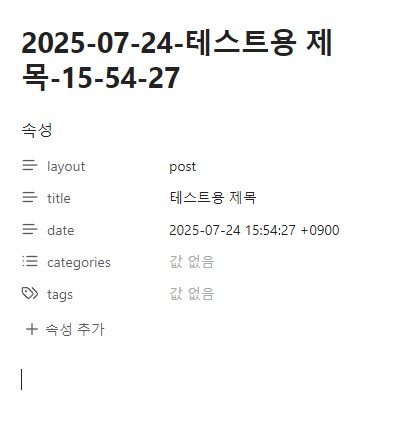 2025-07-24-테스트용 제
목-15-54-27
속성
layout post
title 테스트용 제목
date 2025-07-24 15:54:27 +0900
categories 값 없음
tags 값 없음
+ 속성 추가